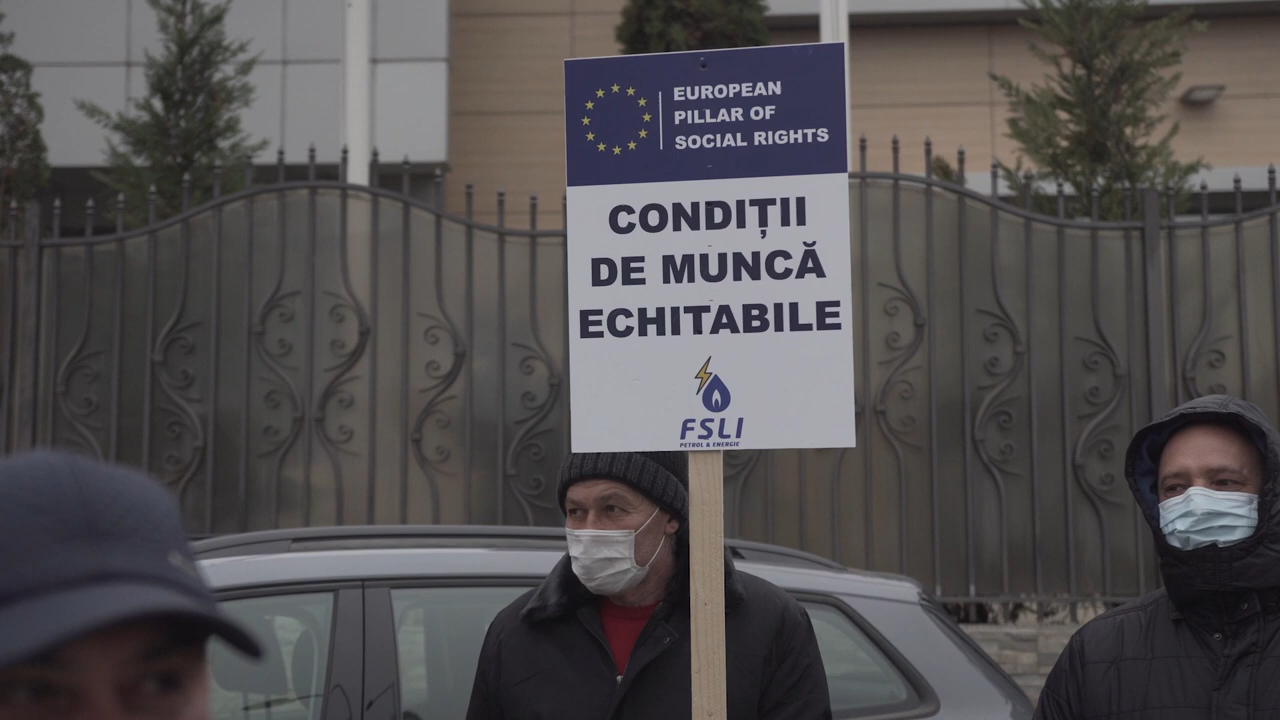 EUROPEAN
PILLAR OF
SOCIAL RIGHTS
CONDIȚII
DE MUNCĂ
ECHITABILE
FSLI
PETROL & ENERGIE